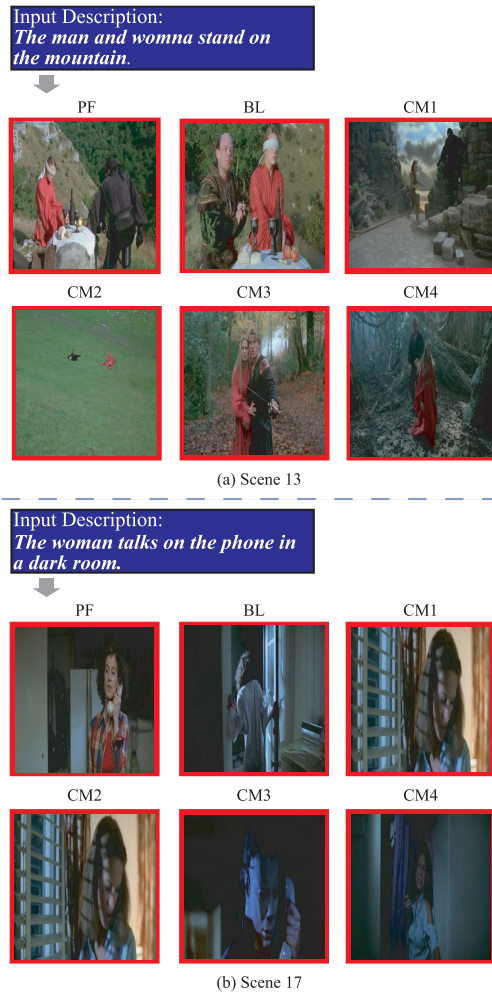 Input Description:
The man and womna stand on
the mountain.
PF BL CM1
CM2 CM3 CM4
(a) Scene 13
Input Description:
The woman talks on the phone in
a dark room.
PF BL CM1
CM2 CM3 CM4
(b) Scene 17